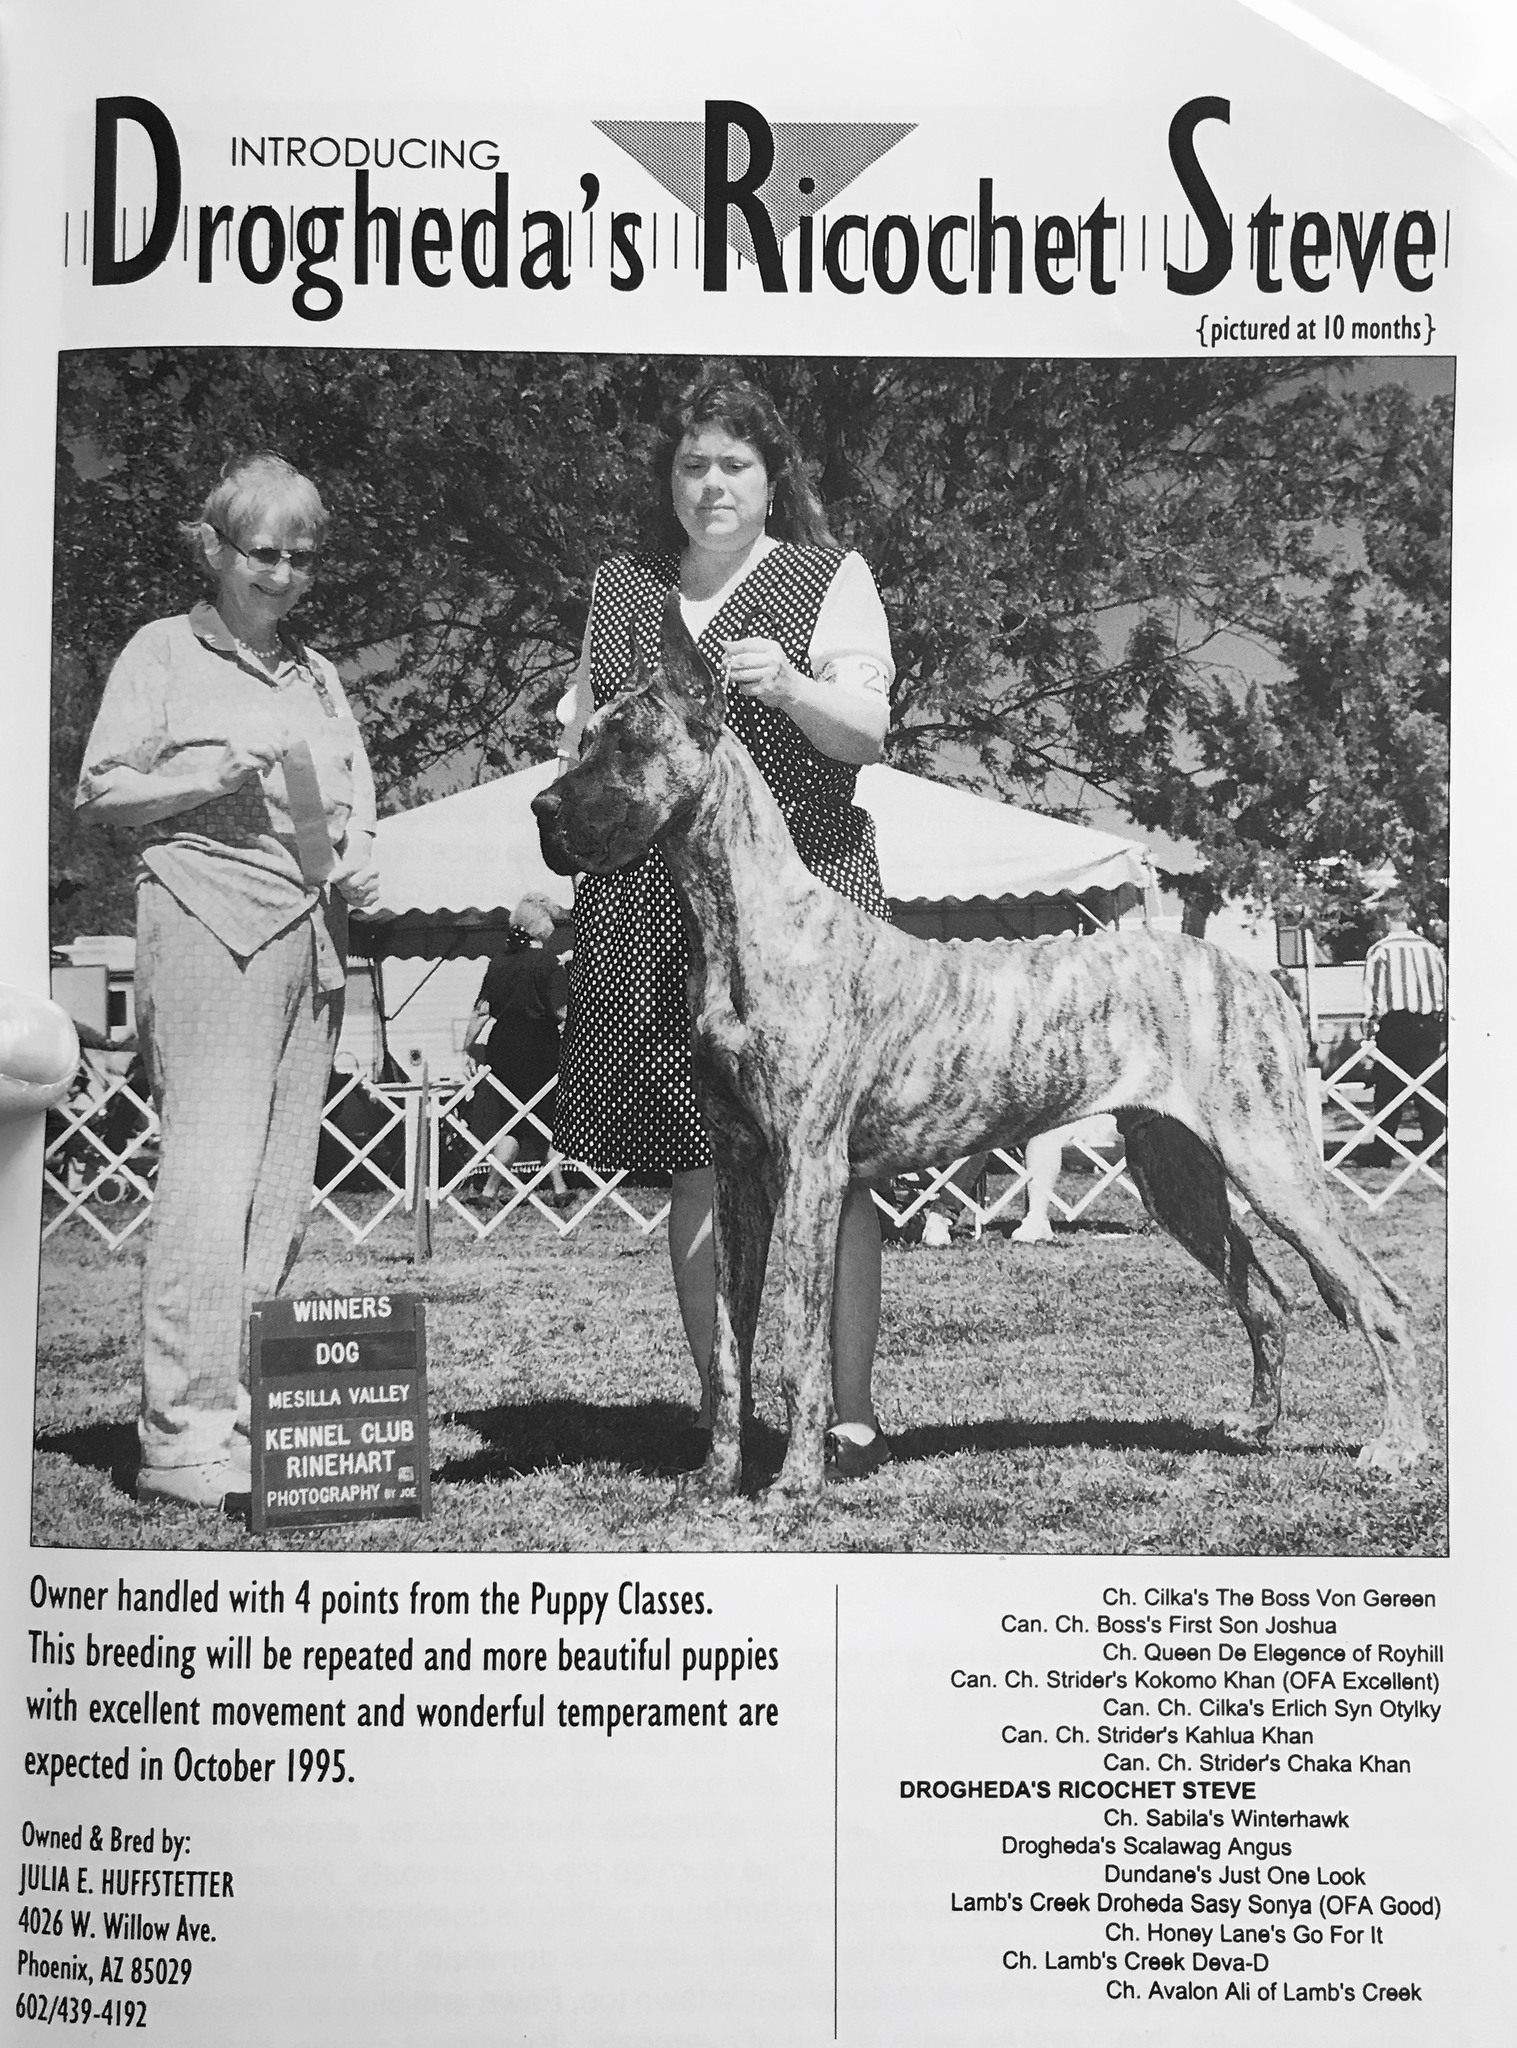 INTRODUCING
Drogheda's Ricochet Steve
{pictured at 10 months}
2
WINNERS
DOG
MESILLA VALLEY
KENNEL CLUB
RINEHART
PHOTOGRAPHY BY JOE
Owner handled with 4 points from the Puppy Classes.
This breeding will be repeated and more beautiful puppies
with excellent movement and wonderful temperament are
expected in October 1995.
Owned & Bred by:
JULIA E. HUFFSTETTER
4026 W. Willow Ave.
Phoenix, AZ 85029
602/439-4192
Ch. Cilka's The Boss Von Gereen
Can. Ch. Boss's First Son Joshua
Ch. Queen De Elegence of Royhill
Can. Ch. Strider's Kokomo Khan (OFA Excellent)
Can. Ch. Cilka's Erlich Syn Otylky
Can. Ch. Strider's Kahlua Khan
Can. Ch. Strider's Chaka Khan
DROGHEDA'S RICOCHET STEVE
Ch. Sabila's Winterhawk
Drogheda's Scalawag Angus
Dundane's Just One Look
Lamb's Creek Droheda Sasy Sonya (OFA Good)
Ch. Honey Lane's Go For It
Ch. Lamb's Creek Deva-D
Ch. Avalon Ali of Lamb's Creek